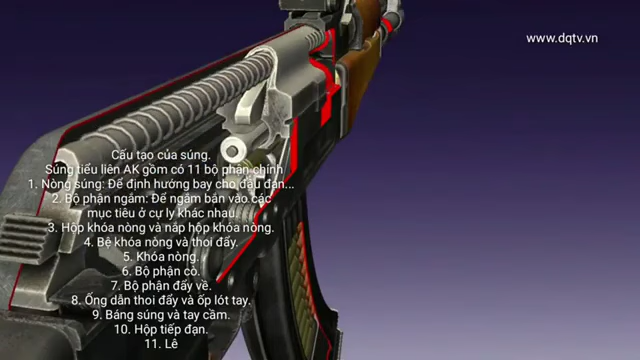 www.dqtv.vn
Cấu tạo của súng.
Súng tiểu liên AK gồm có 11 bộ phận chính
1. Nòng súng: Để định hướng bay cho đầu đạn...
2. Bộ phận ngắm: Để ngắm bắn vào các
mục tiêu ở cự ly khác nhau.
3. Hộp khóa nòng và nắp hộp khóa nòng.
4. Bệ khóa nòng và thoi đẩy.
5. Khóa nòng.
6. Bộ phận cò.
7. Bộ phận đẩy về.
8. Ống dẫn thoi đẩy và ốp lót tay.
9. Báng súng và tay cầm.
10. Hộp tiếp đạn.
11. Lê